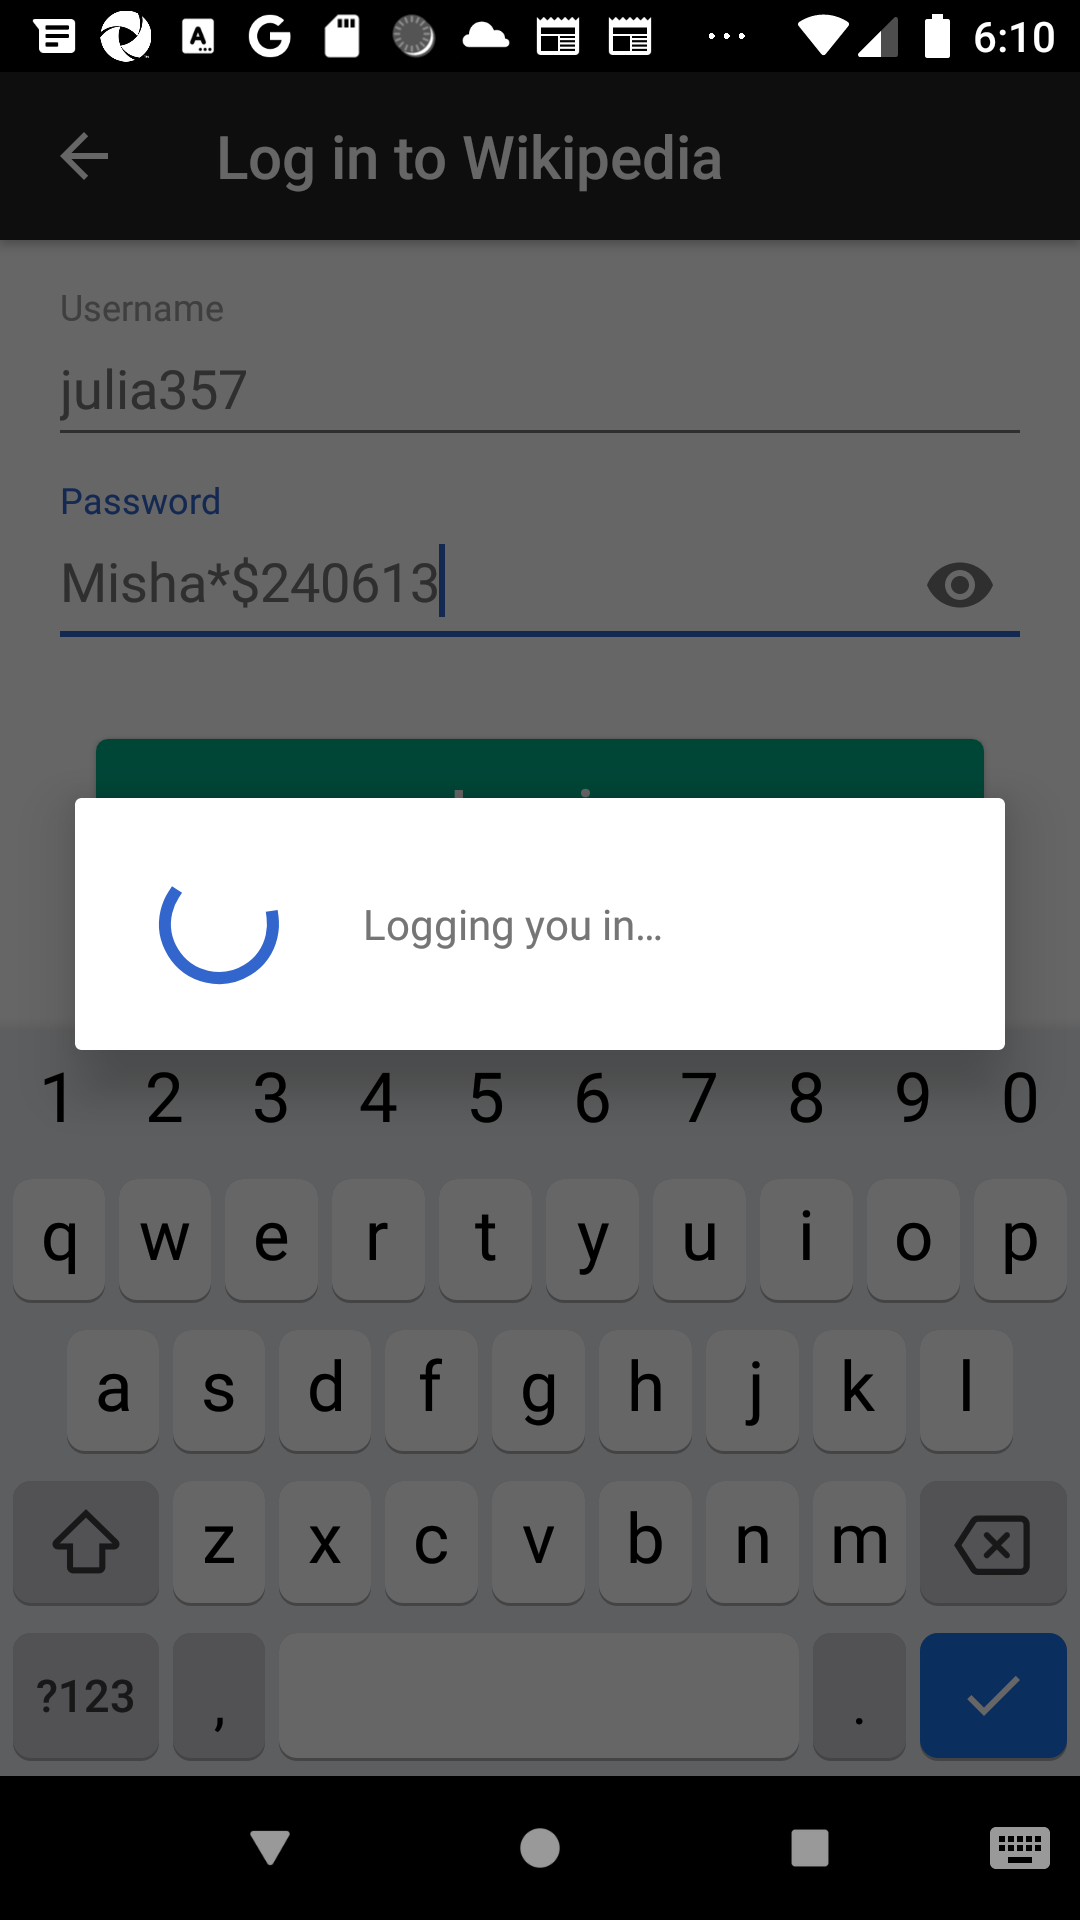 6:10
Log in to Wikipedia
Username
julia357
Password
Misha*$240613
Logging you in...
1 2 3 4 5 6 7 8 9 0
q w e r t y u i o p
a s d f g h j k l
z x c v b n m
?123 , .